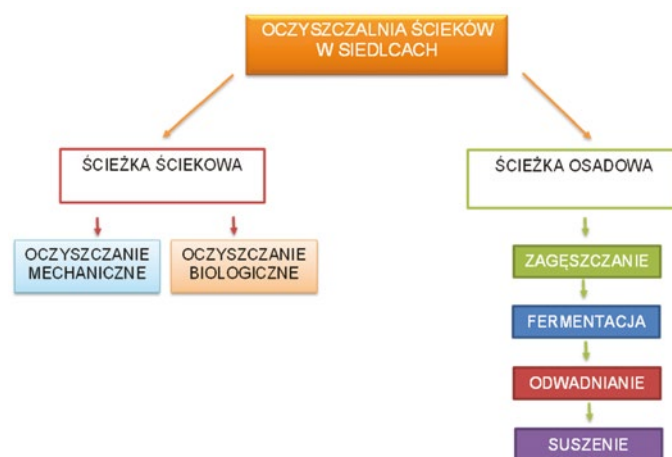 OCZYSZCZALNIA ŚCIEKÓW
W SIEDLCACH
ŚCIEŻKA ŚCIEKOWA
ŚCIEŻKA OSADOWA
OCZYSZCZANIE
MECHANICZNE
OCZYSZCZANIE
BIOLOGICZNE
ZAGĘSZCZANIE
FERMENTACJA
ODWADNIANIE
SUSZENIE